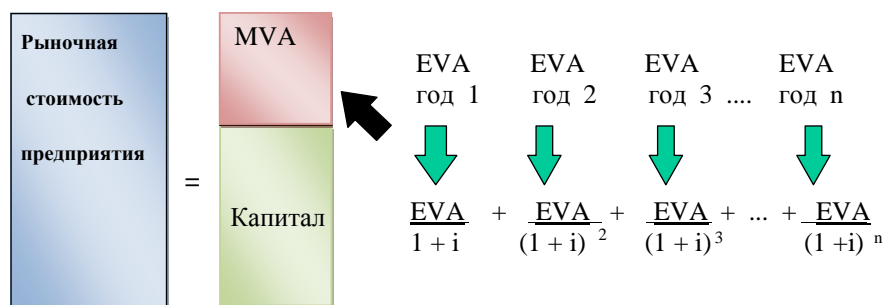 Рыночная
стоимость
предприятия
=
MVA
Капитал
EVA EVA EVA EVA
год 1 год 2 год 3 .... год n
EVA + EVA + EVA + ... + EVA
1 + i (1 + i) 2 (1 + i) 3 (1 +i) n